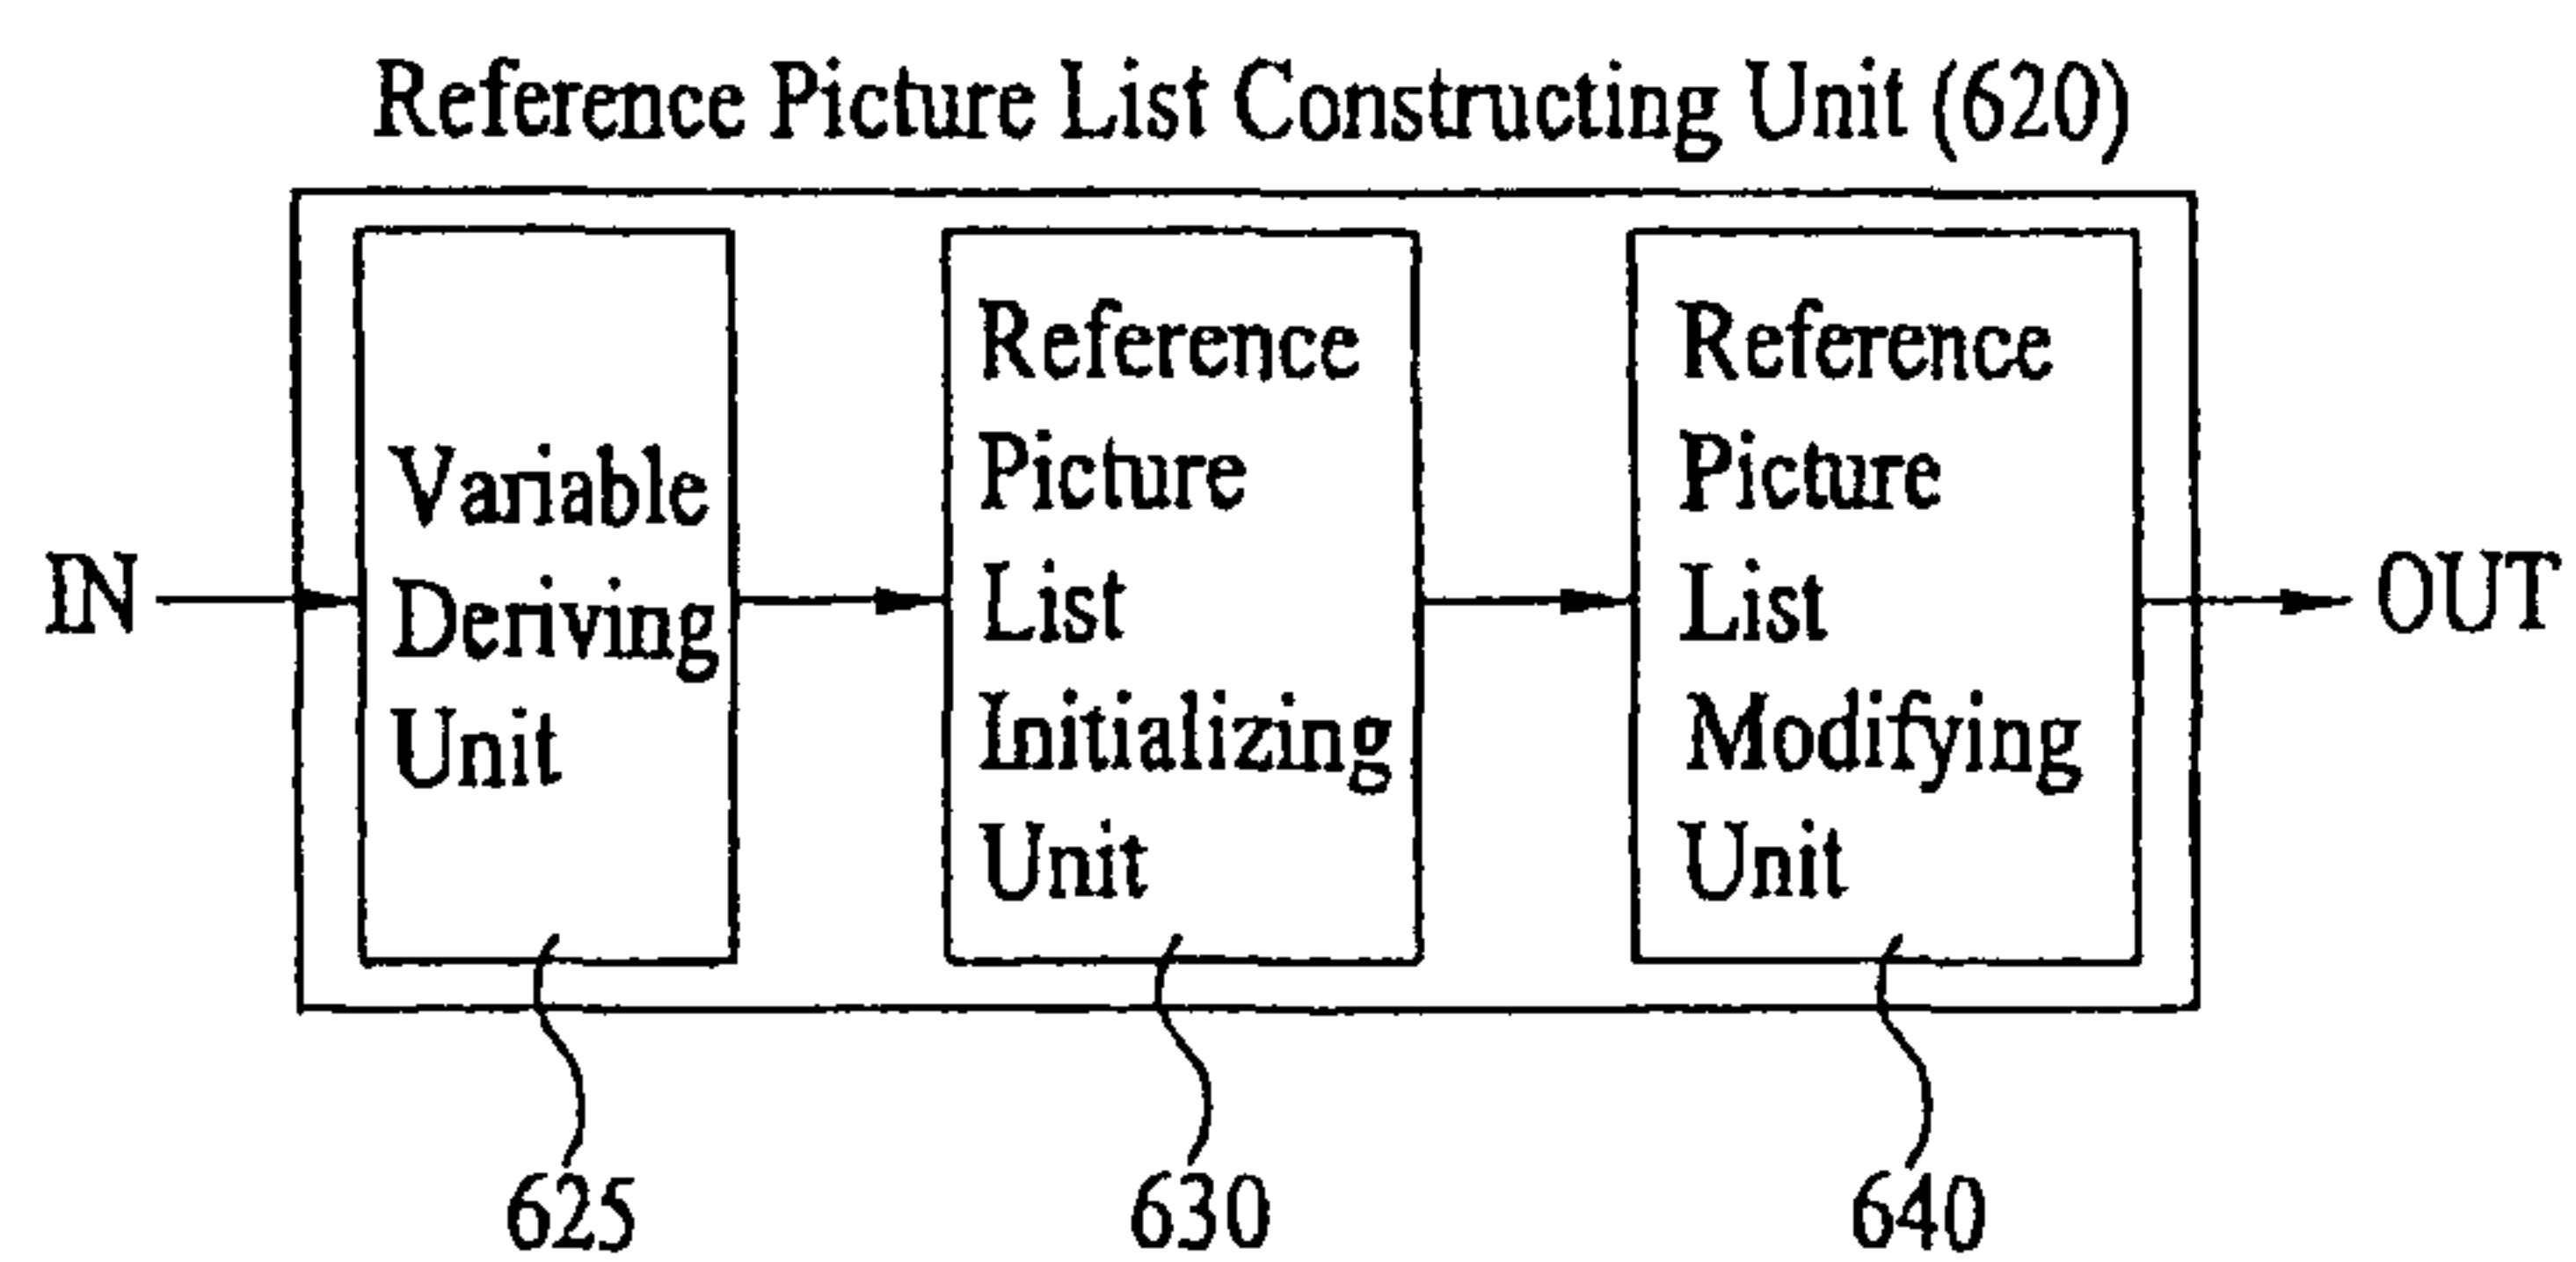 Reference Picture List Constructing Unit (620)
IN
Variable
Deriving
Unit
Reference
Picture
List
Initializing
Unit
Reference
Picture
List
Modifying
Unit
OUT
625
630
640